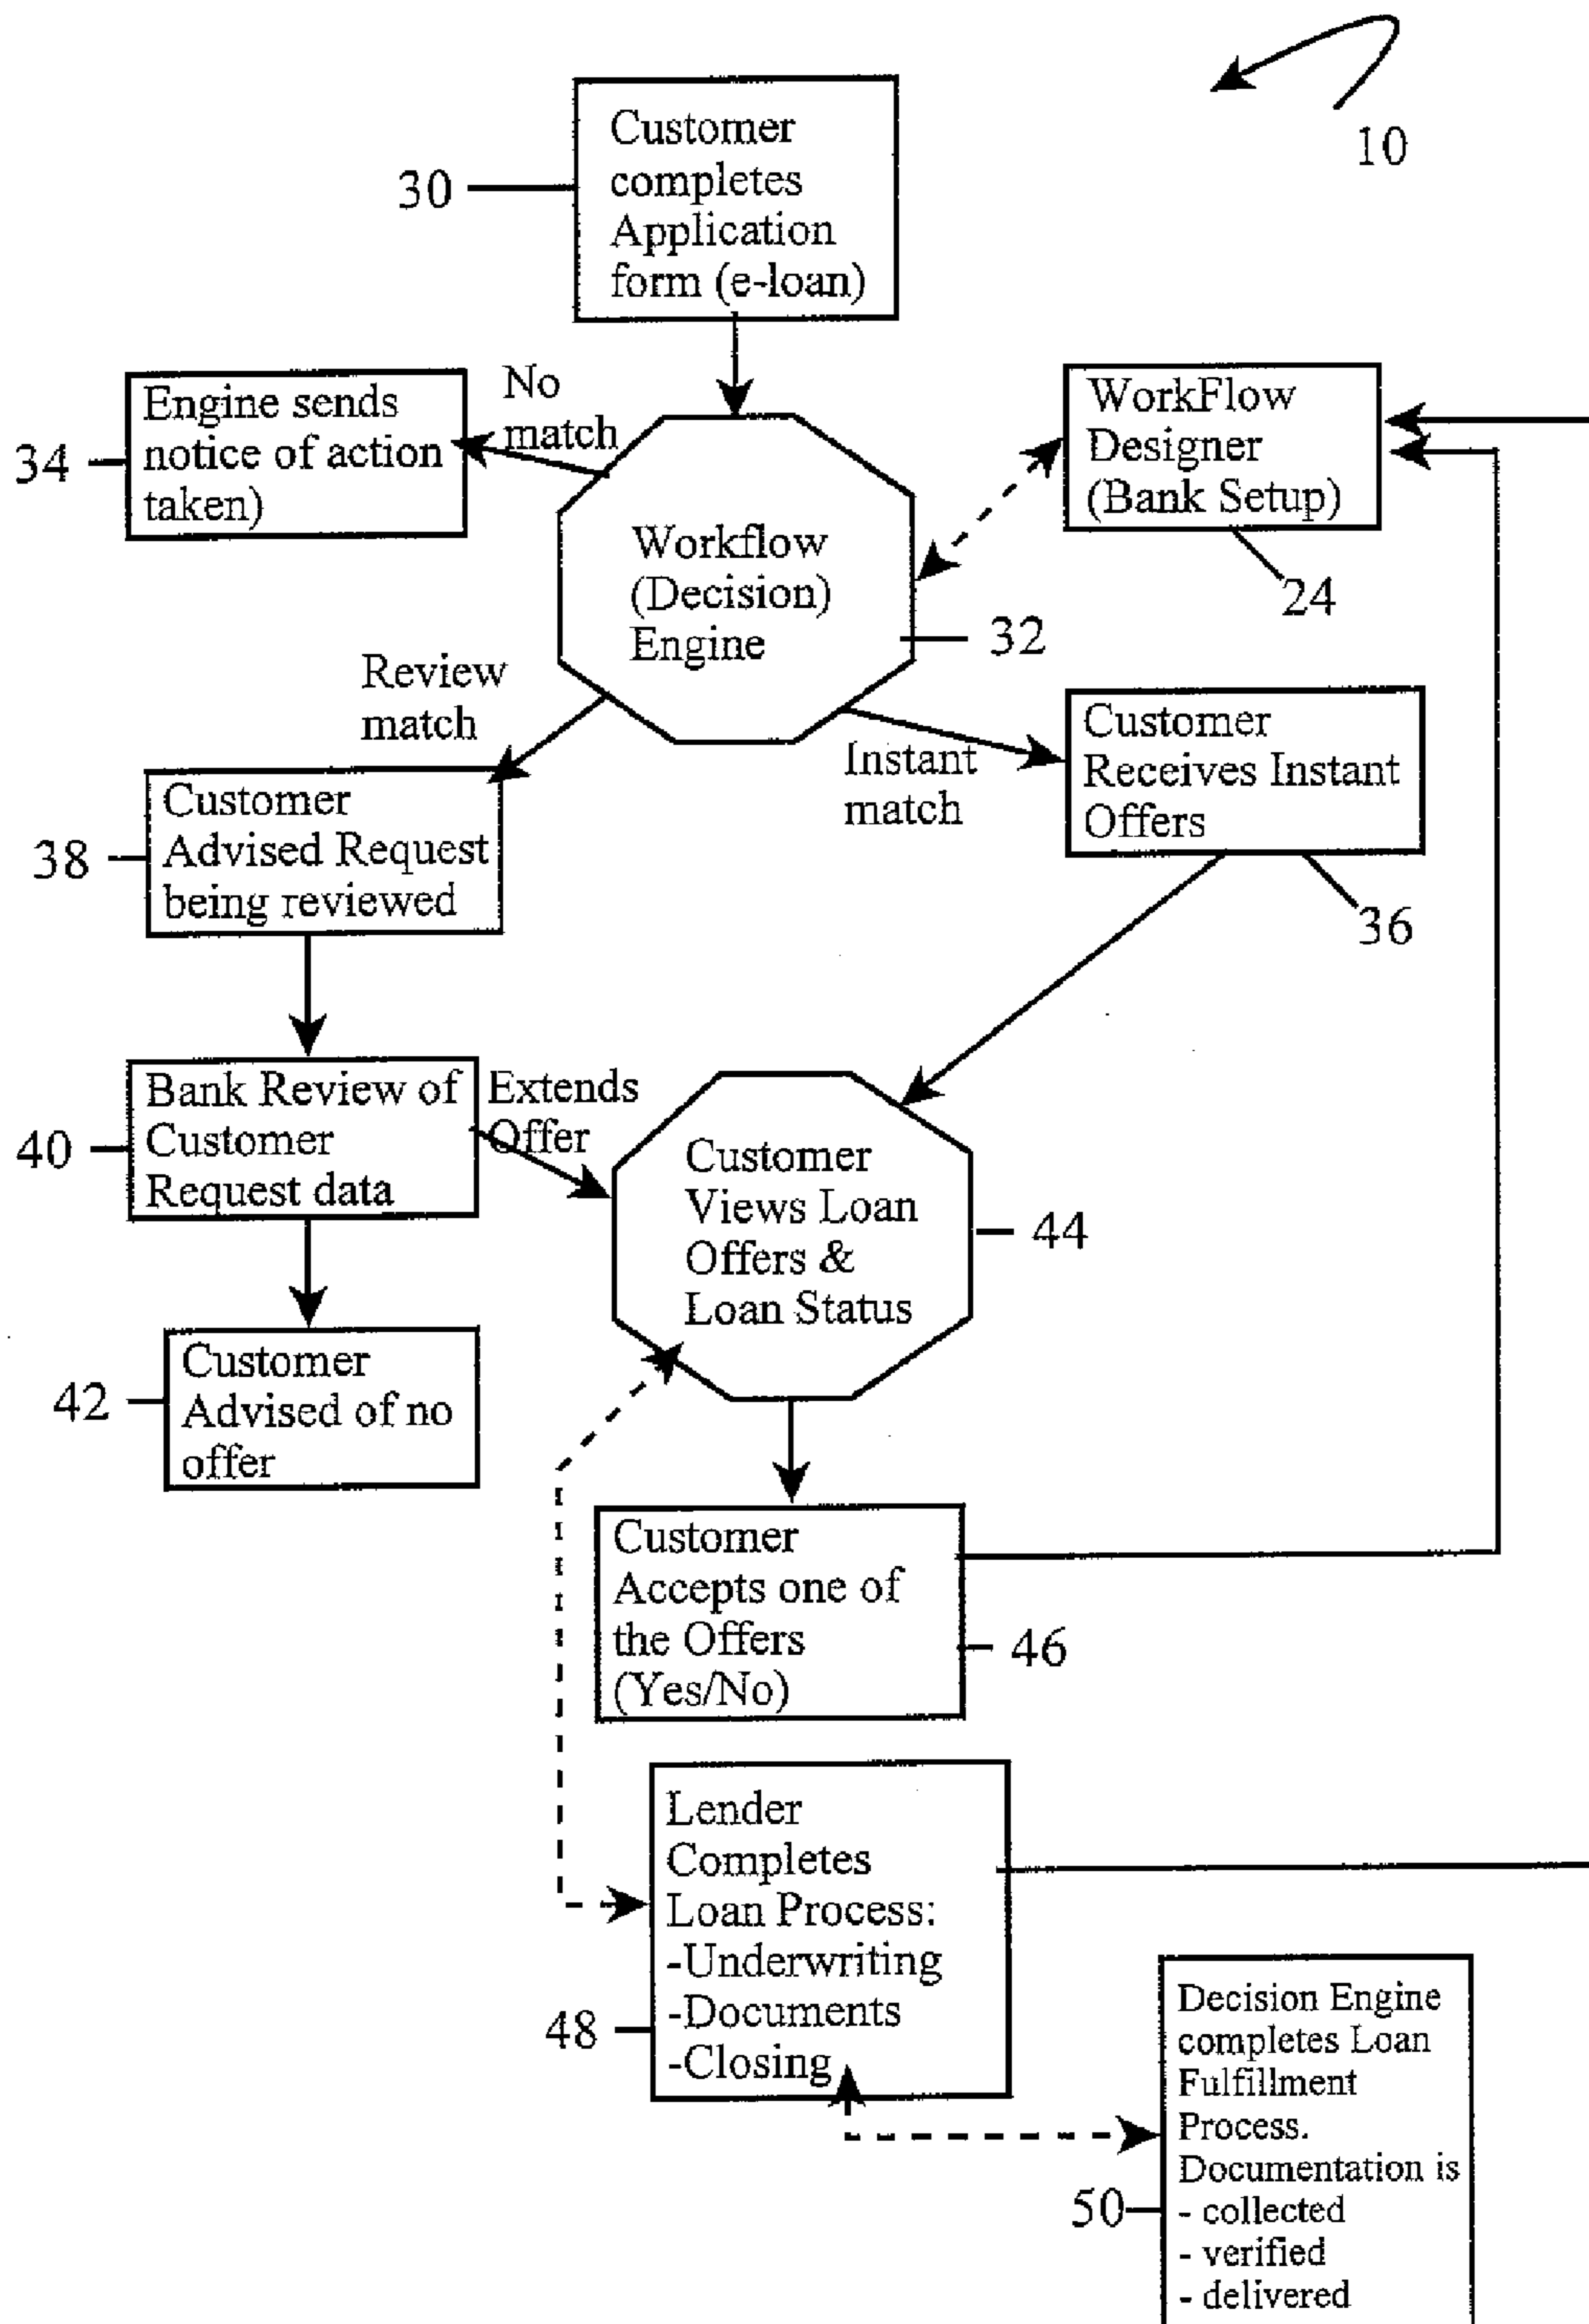 10
Customer
completes
Application
form (e-loan)
30
Engine sends
notice of action
taken)
34
No
match
WorkFlow
Designer
(Bank Setup)
24
Workflow
(Decision)
Engine
32
Review
match
Instant
match
Customer
Receives Instant
Offers
36
Customer
Advised Request
being reviewed
38
Bank Review of
Customer
Request data
40
Extends
Offer
Customer
Views Loan
Offers &
Loan Status
44
Customer
Advised of no
offer
42
Customer
Accepts one of
the Offers
(Yes/No)
46
Lender
Completes
Loan Process:
-Underwriting
-Documents
-Closing
48
Decision Engine
completes Loan
Fulfillment
Process.
Documentation is
- collected
- verified
- delivered
50